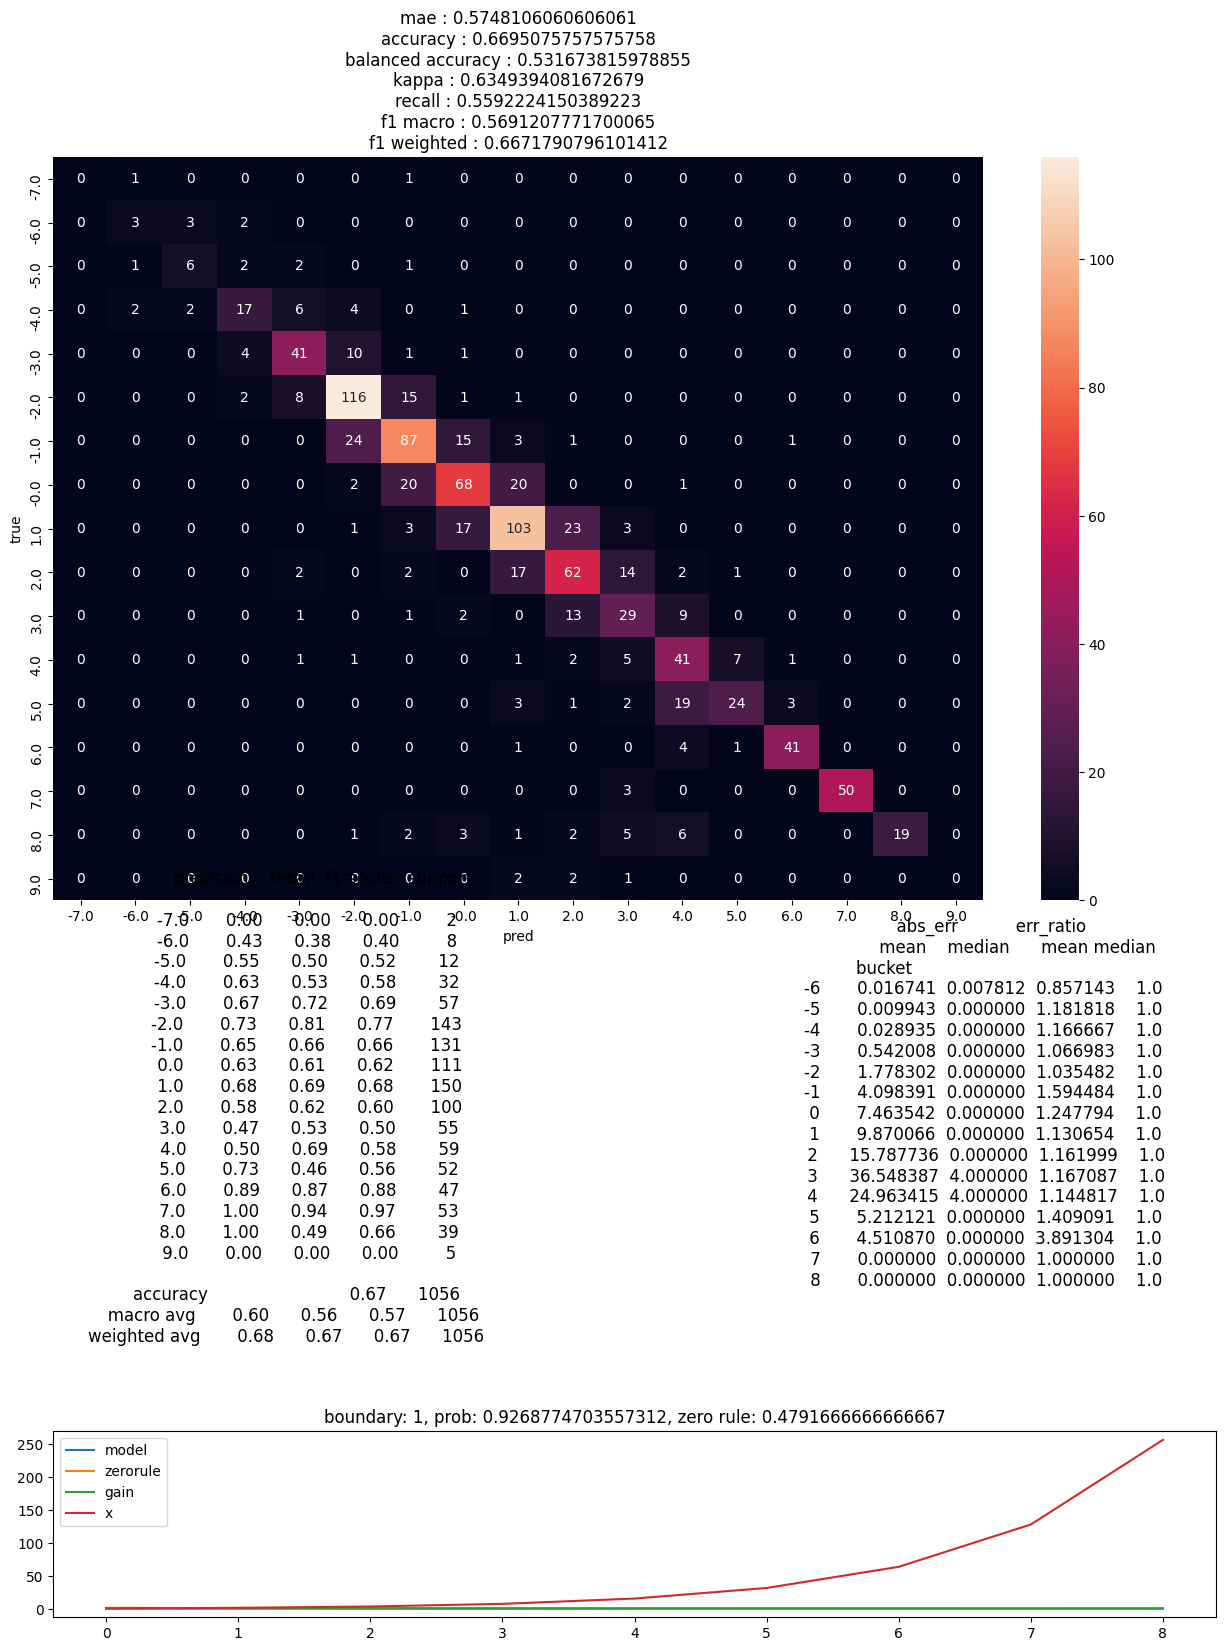 mae : 0.5748106060606061
accuracy : 0.6695075757575758
balanced accuracy : 0.531673815978855
kappa : 0.6349394081672679
recall : 0.5592224150389223
f1 macro : 0.5691207771700065
f1 weighted : 0.6671790796101412
-7.0 0 1 0 0 0 0 1 0 0 0 0 0 0 0 0 0 0
-6.0 0 3 3 2 0 0 0 0 0 0 0 0 0 0 0 0 0
-5.0 0 1 6 2 2 0 1 0 0 0 0 0 0 0 0 0 0
-4.0 0 2 2 17 6 4 0 1 0 0 0 0 0 0 0 0 0
-3.0 0 0 0 4 41 10 1 1 0 0 0 0 0 0 0 0 0
-2.0 0 0 0 2 8 116 15 1 1 0 0 0 0 0 0 0 0
-1.0 0 0 0 0 0 24 87 15 3 1 0 0 0 1 0 0 0
-0.0 0 0 0 0 0 2 20 68 20 0 0 1 0 0 0 0 0
1.0 0 0 0 0 0 1 3 17 103 23 3 0 0 0 0 0 0
2.0 0 0 0 0 2 0 2 0 17 62 14 2 1 0 0 0 0
3.0 0 0 0 0 1 0 1 2 0 13 29 9 0 0 0 0 0
4.0 0 0 0 0 1 1 0 0 1 2 5 41 7 1 0 0 0
5.0 0 0 0 0 0 0 0 0 3 1 2 19 24 3 0 0 0
6.0 0 0 0 0 0 0 0 0 1 0 0 4 1 41 0 0 0
7.0 0 0 0 0 0 0 0 0 0 0 3 0 0 0 50 0 0
8.0 0 0 0 0 0 1 2 3 1 2 5 6 0 0 0 19 0
9.0 0 0 0 0 0 0 0 0 2 2 1 0 0 0 0 0 0
true
-7.0 -6.0 -5.0 -4.0 -3.0 -2.0 -1.0 -0.0 1.0 2.0 3.0 4.0 5.0 6.0 7.0 8.0 9.0
pred
100
80
60
40
20
0
precision recall f1-score support
-7.0 0.00 0.00 0.00 2
-6.0 0.43 0.38 0.40 8
-5.0 0.55 0.50 0.52 12
-4.0 0.63 0.53 0.58 32
-3.0 0.67 0.72 0.69 57
-2.0 0.73 0.81 0.77 143
-1.0 0.65 0.66 0.66 131
0.0 0.63 0.61 0.62 111
1.0 0.68 0.69 0.68 150
2.0 0.58 0.62 0.60 100
3.0 0.47 0.53 0.50 55
4.0 0.50 0.69 0.58 59
5.0 0.73 0.46 0.56 52
6.0 0.89 0.87 0.88 47
7.0 1.00 0.94 0.97 53
8.0 1.00 0.49 0.66 39
9.0 0.00 0.00 0.00 5
accuracy 0.67 1056
macro avg 0.60 0.56 0.57 1056
weighted avg 0.68 0.67 0.67 1056
abs_err err_ratio
mean median mean median
bucket
-6 0.016741 0.007812 0.857143 1.0
-5 0.009943 0.000000 1.181818 1.0
-4 0.028935 0.000000 1.166667 1.0
-3 0.542008 0.000000 1.066983 1.0
-2 1.778302 0.000000 1.035482 1.0
-1 4.098391 0.000000 1.594484 1.0
0 7.463542 0.000000 1.247794 1.0
1 9.870066 0.000000 1.130654 1.0
2 15.787736 0.000000 1.161999 1.0
3 36.548387 4.000000 1.167087 1.0
4 24.963415 4.000000 1.144817 1.0
5 5.212121 0.000000 1.409091 1.0
6 4.510870 0.000000 3.891304 1.0
7 0.000000 0.000000 1.000000 1.0
8 0.000000 0.000000 1.000000 1.0
boundary: 1, prob: 0.9268774703557312, zero rule: 0.4791666666666667
250
200
150
100
50
0
model
zerorule
gain
x
0 1 2 3 4 5 6 7 8